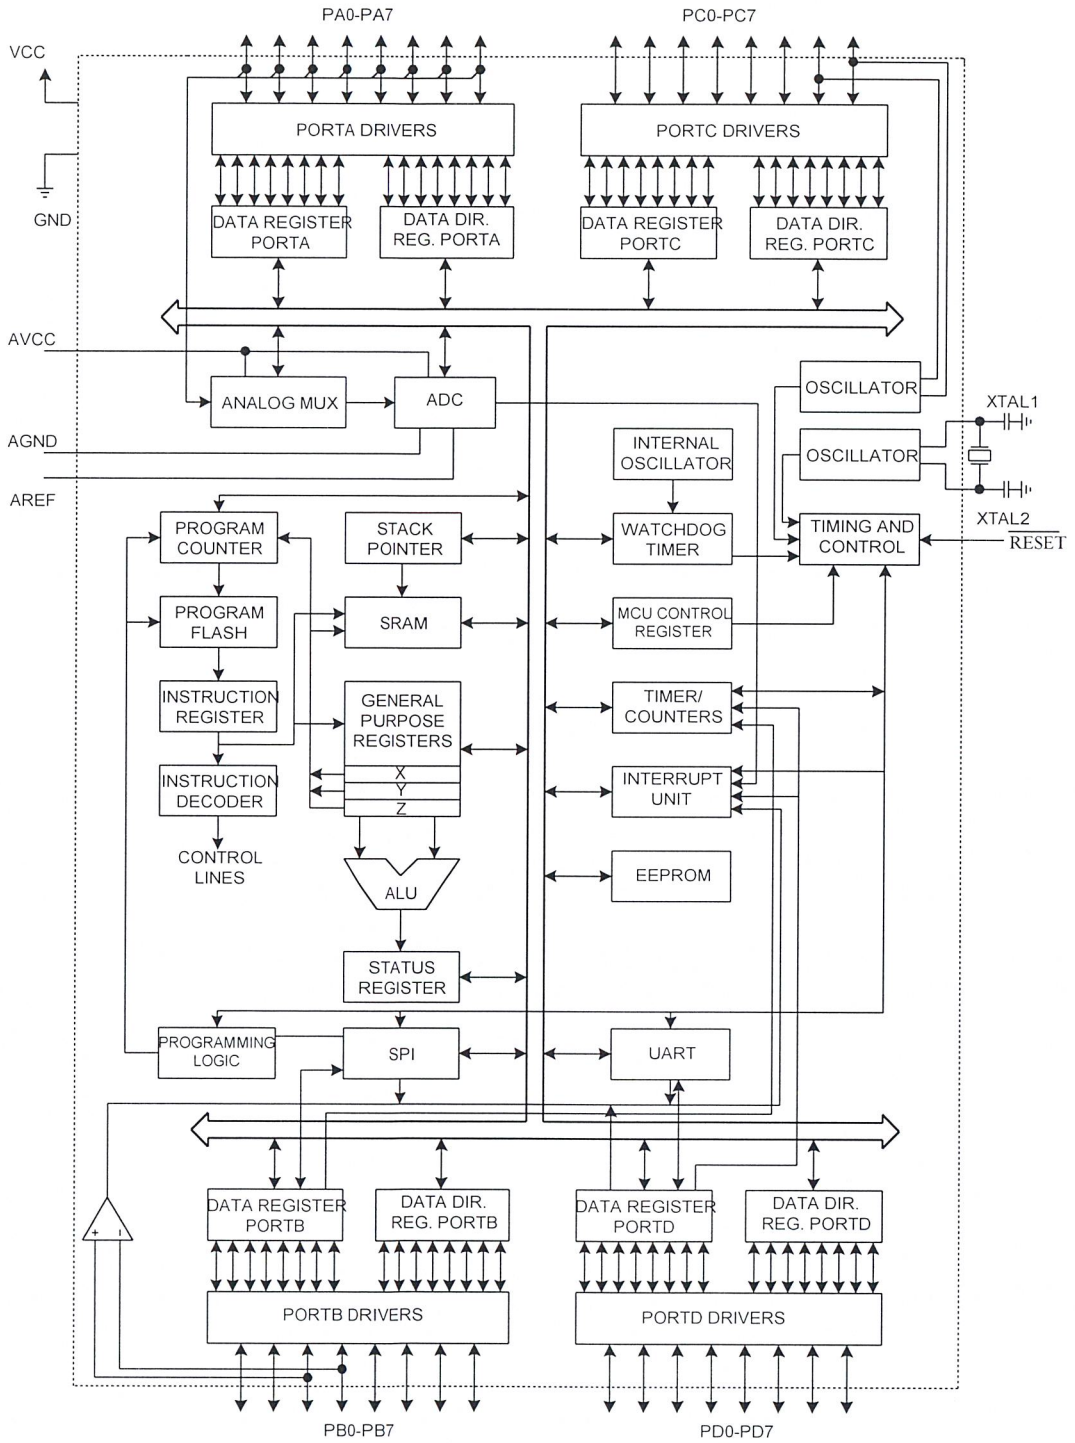 PA0-PA7
PC0-PC7
VCC
PORTA DRIVERS
PORTC DRIVERS
GND
DATA REGISTER
PORTA
DATA DIR.
REG. PORTA
DATA REGISTER
PORTC
DATA DIR.
REG. PORTC
AVCC
ANALOG MUX
ADC
OSCILLATOR
XTAL1
AGND
INTERNAL
OSCILLATOR
OSCILLATOR
AREF
XTAL2
PROGRAM
COUNTER
STACK
POINTER
WATCHDOG
TIMER
TIMING AND
CONTROL
RESET
PROGRAM
FLASH
SRAM
MCU CONTROL
REGISTER
INSTRUCTION
REGISTER
GENERAL
PURPOSE
REGISTERS
X
Y
Z
TIMER/
COUNTERS
INSTRUCTION
DECODER
INTERRUPT
UNIT
CONTROL
LINES
ALU
EEPROM
STATUS
REGISTER
PROGRAMMING
LOGIC
SPI
UART
+
-
DATA REGISTER
PORTB
DATA DIR.
REG. PORTB
DATA REGISTER
PORTD
DATA DIR.
REG. PORTD
PORTB DRIVERS
PORTD DRIVERS
PB0-PB7
PD0-PD7